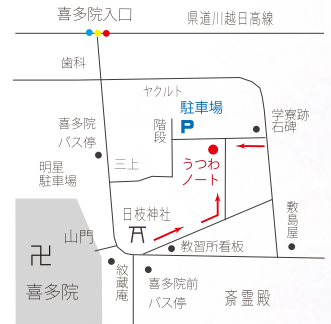 喜多院入口
県道川越日高線
歯科
ヤクルト
駐車場
P
学寮跡
石碑
喜多院
バス停
階段
明星
駐車場
三上
うつわ
ノート
日枝神社
敷島屋
山門
卍
喜多院
紋蔵庵
教習所看板
喜多院前
バス停
斎霊殿